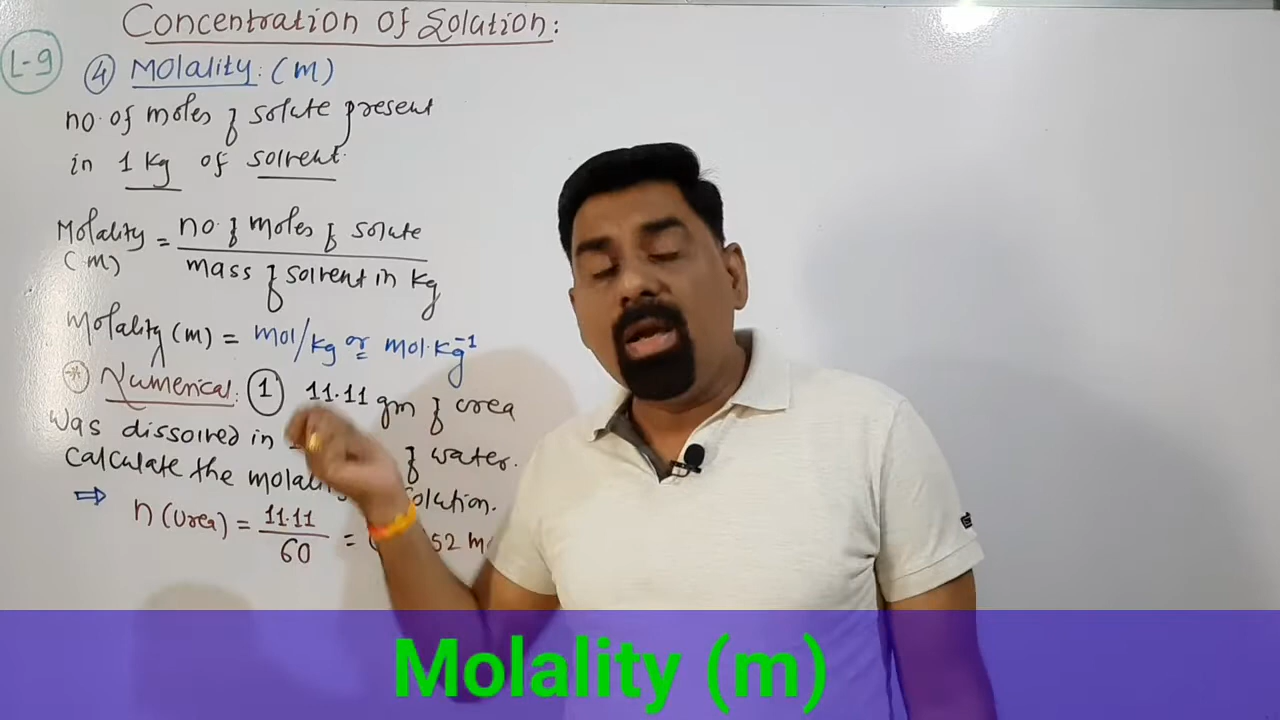 Concentration of Solution:
L-9
④ Molality: (m)
no. of moles of solute present
in 1 Kg of solvent.
Molality (m) = no. of moles of solute / mass of solvent in Kg
Molality (m) = mol/Kg or mol.Kg⁻¹
* Numerical: ① 11.11 gm of urea
was dissolved in of water.
Calculate the solution.
⇒ n (Urea) = 11.11 / 60 =
Molality (m)